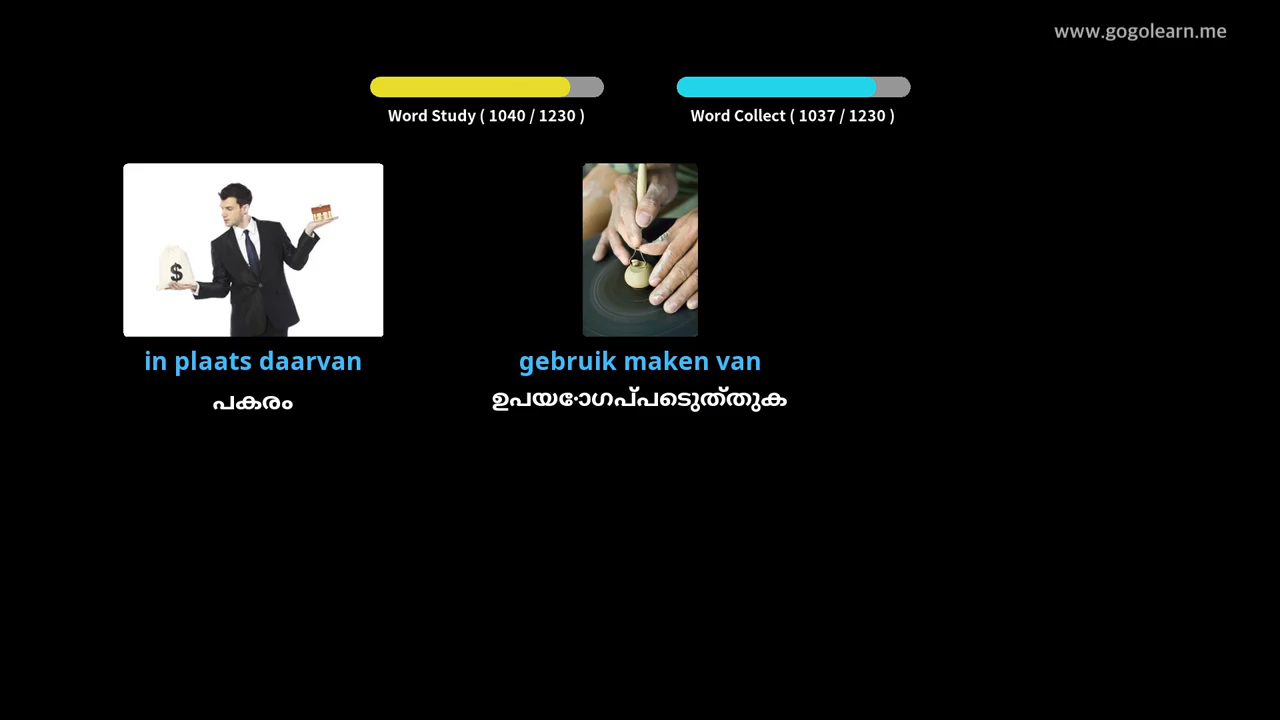 www.gogolearn.me
Word Study ( 1040 / 1230 )
Word Collect ( 1037 / 1230 )
$
in plaats daarvan
gebruik maken van
പകരം
ഉപയോഗപ്പെടുത്തുക